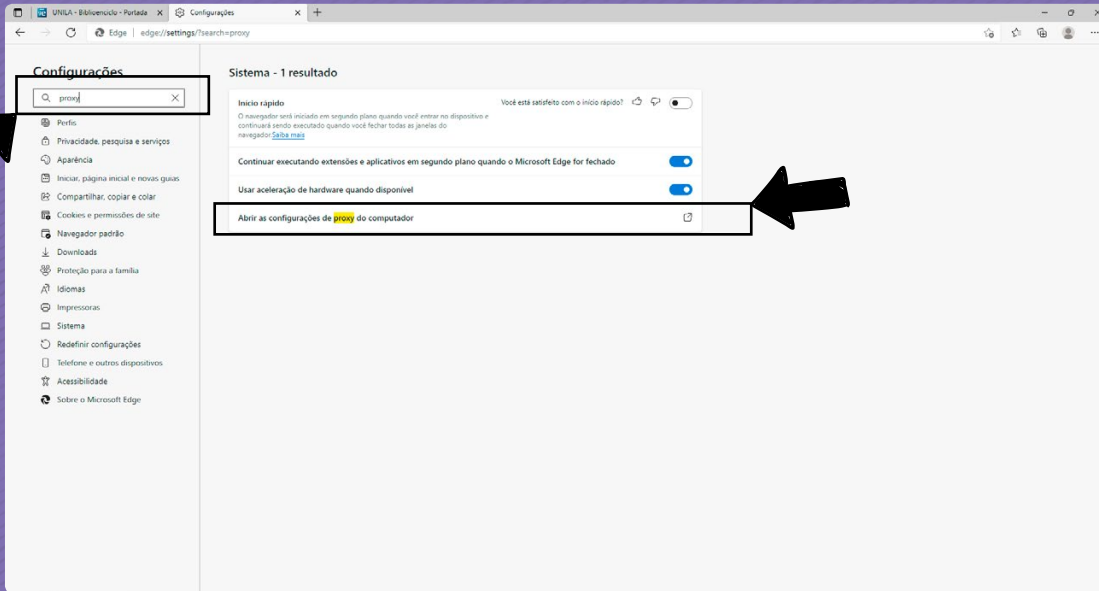 UNILA - Biblioenciclo - Portada
Configurações
Edge | edge://settings/?search=proxy
Configurações
proxy
Perfis
Privacidade, pesquisa e serviços
Aparência
Iniciar, página inicial e novas guias
Compartilhar, copiar e colar
Cookies e permissões de site
Navegador padrão
Downloads
Proteção para a família
Idiomas
Impressoras
Sistema
Redefinir configurações
Telefone e outros dispositivos
Acessibilidade
Sobre o Microsoft Edge
Sistema - 1 resultado
Início rápido
Você está satisfeito com o início rápido?
O navegador será iniciado em segundo plano quando você entrar no dispositivo e
continuará sendo executado quando você fechar todas as janelas do
navegador.Saiba mais
Continuar executando extensões e aplicativos em segundo plano quando o Microsoft Edge for fechado
Usar aceleração de hardware quando disponível
Abrir as configurações de proxy do computador